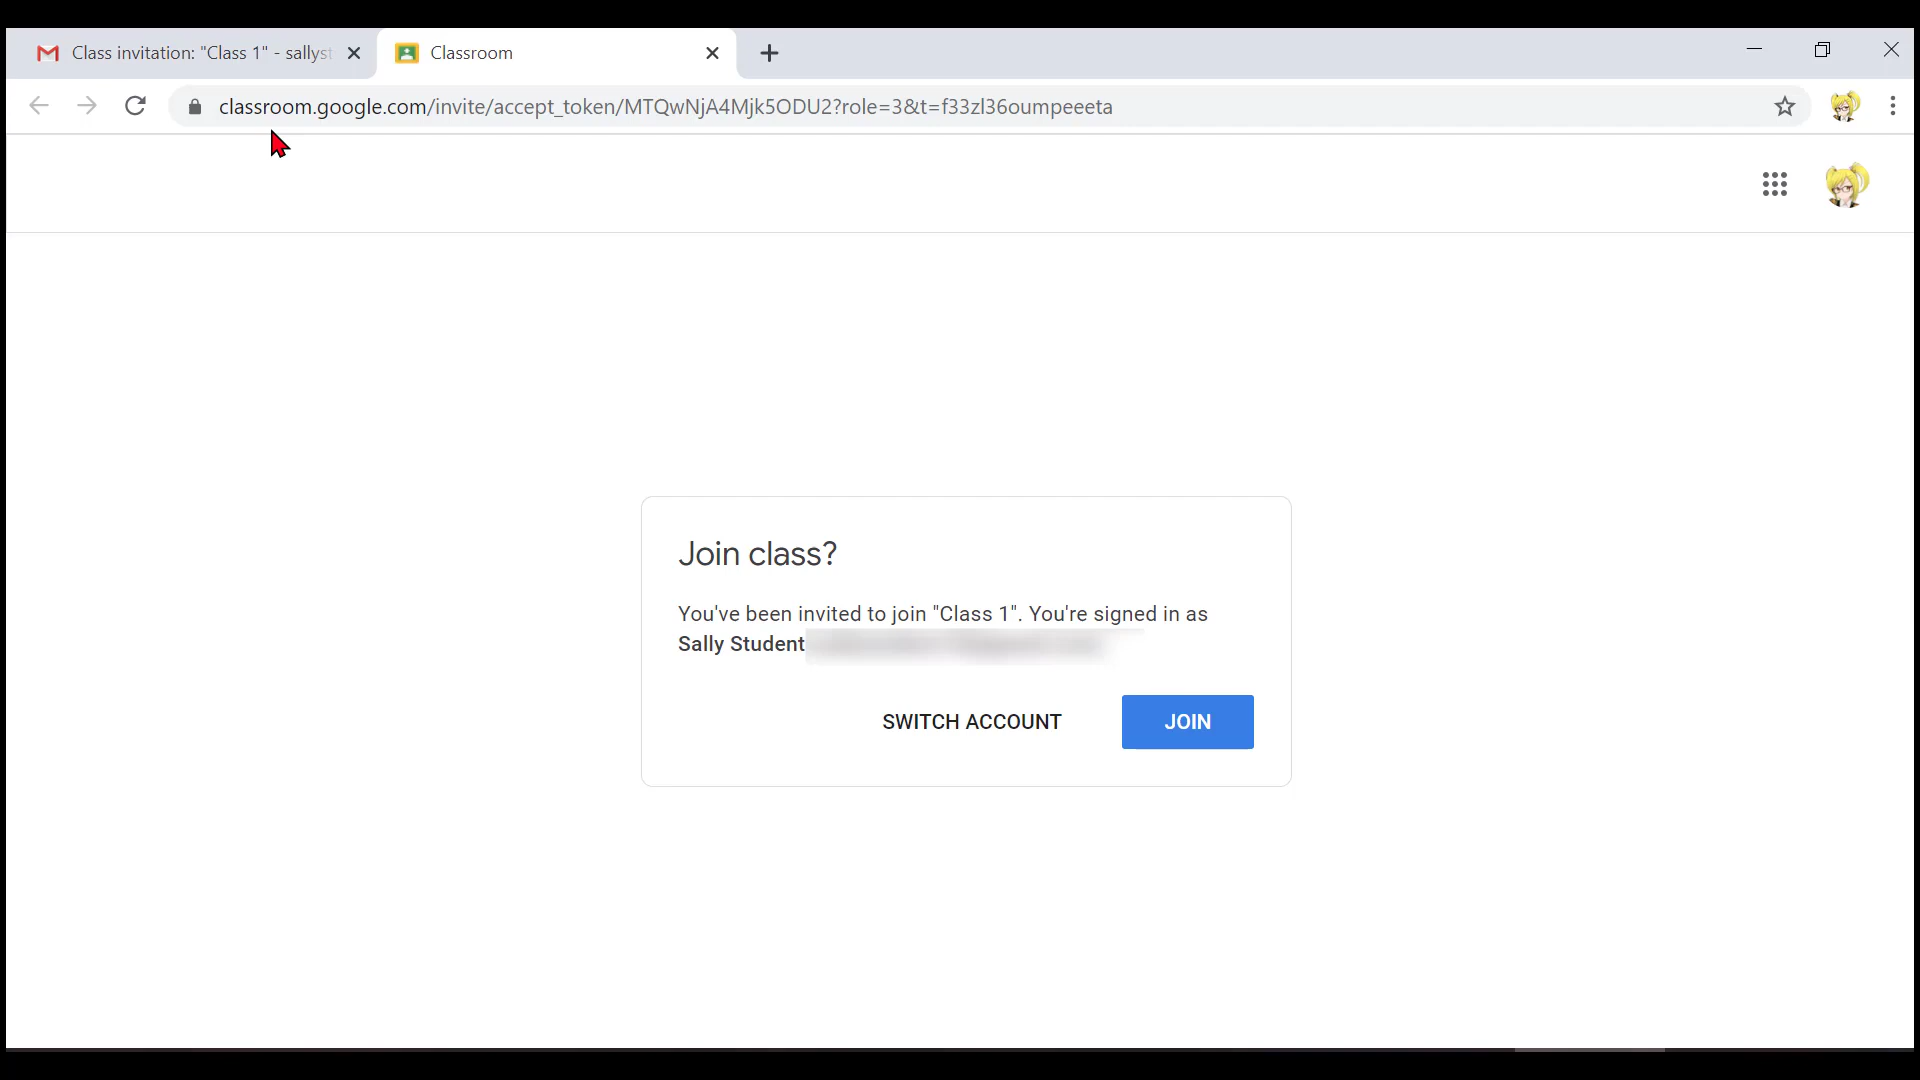 Class invitation: "Class 1" - sallyst
Classroom
classroom.google.com/invite/accept_token/MTQwNjA4Mjk5ODU2?role=3&t=f33zl36oumpeeeta
Join class?
You've been invited to join "Class 1". You're signed in as
Sally Student
SWITCH ACCOUNT
JOIN